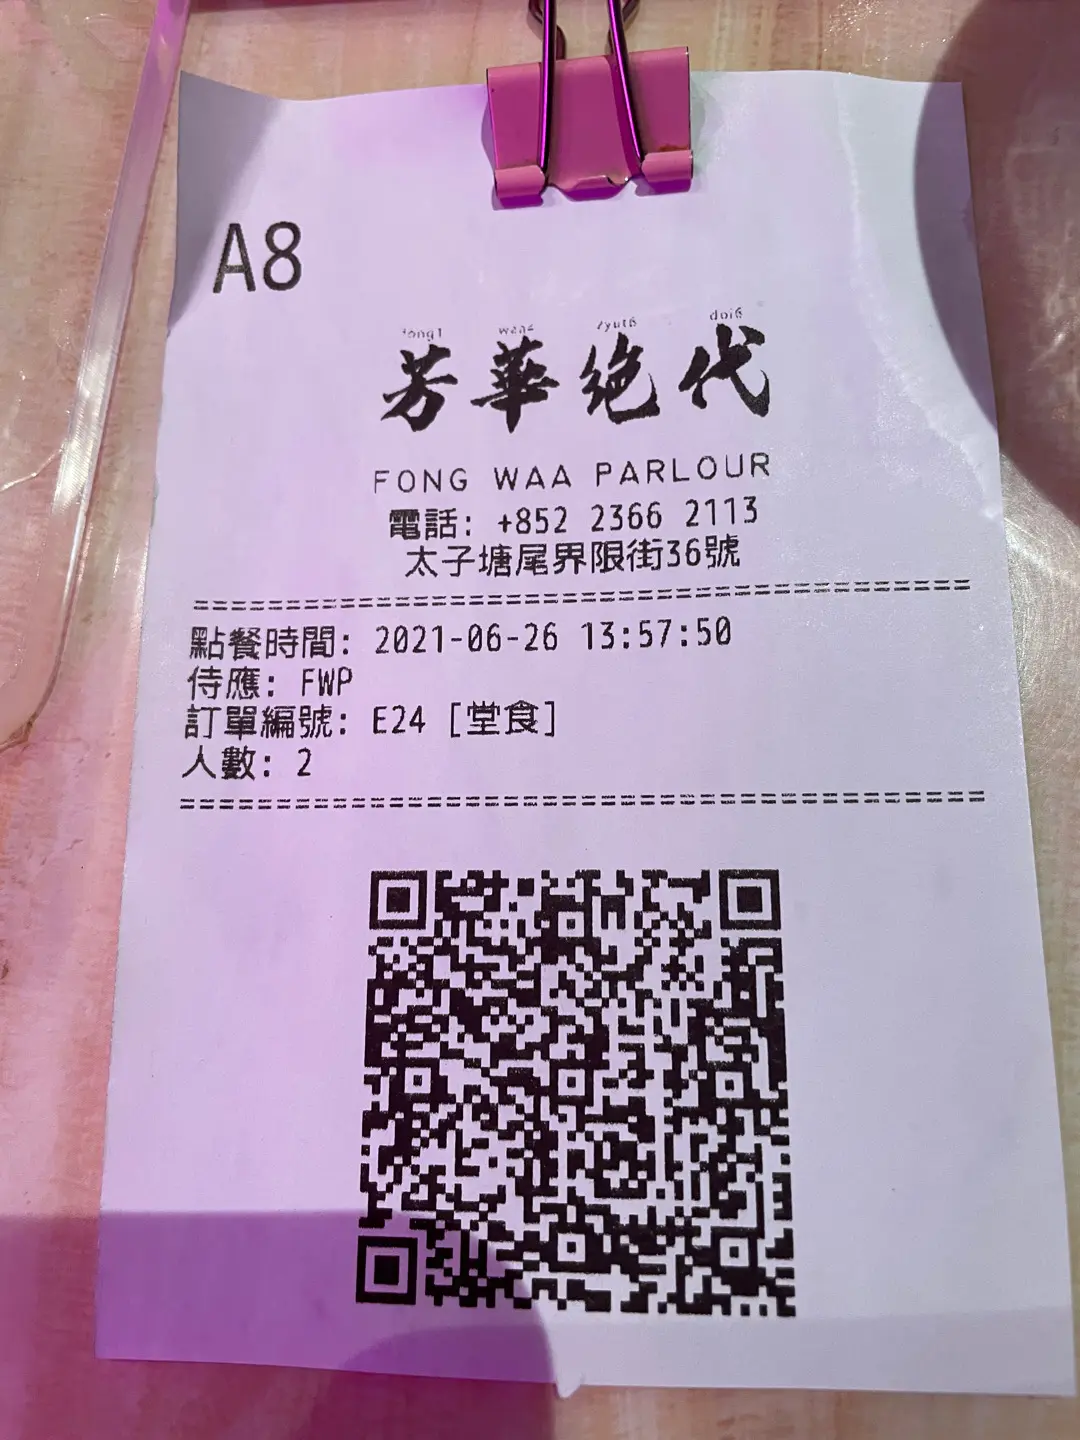 A8
fong1 waa4 zyut6 doi6
芳華絕代
FONG WAA PARLOUR
電話: +852 2366 2113
太子塘尾界限街36號
點餐時間: 2021-06-26 13:57:50
侍應: FWP
訂單編號: E24 [堂食]
人數: 2